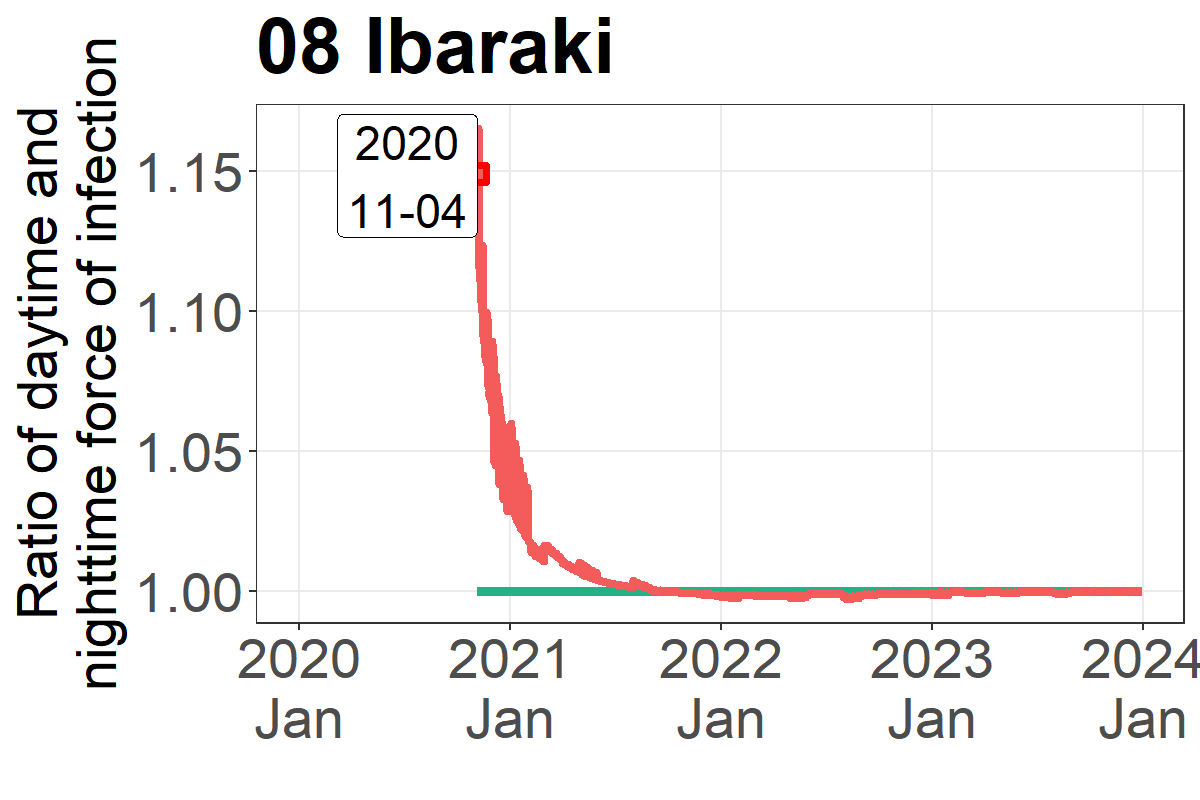 08 Ibaraki
Ratio of daytime and
nighttime force of infection
1.15
1.10
1.05
1.00
2020
11-04
2020
Jan
2021
Jan
2022
Jan
2023
Jan
2024
Jan